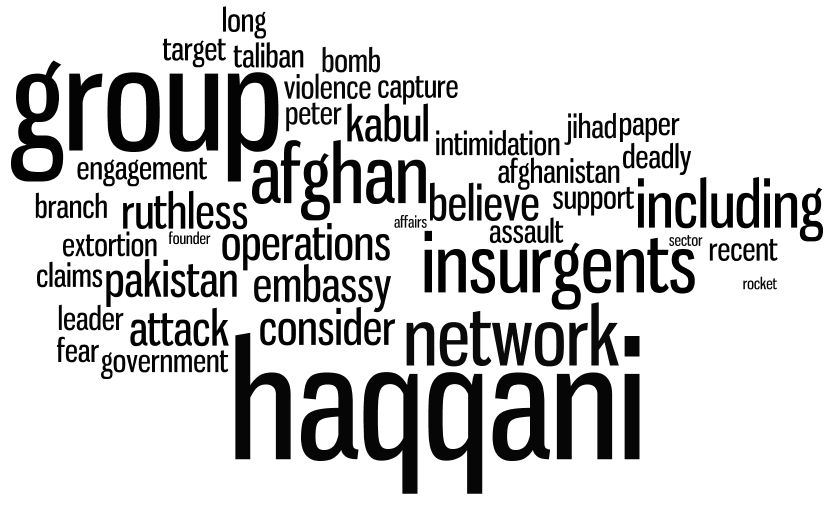 long
target taliban bomb
group violence capture
peter kabul jihad paper
intimidation
engagement afghan afghanistan deadly
branch ruthless believe support including
affairs
extortion founder operations assault
insurgents sector recent
claims pakistan embassy rocket
leader attack consider network
fear government
haqqani